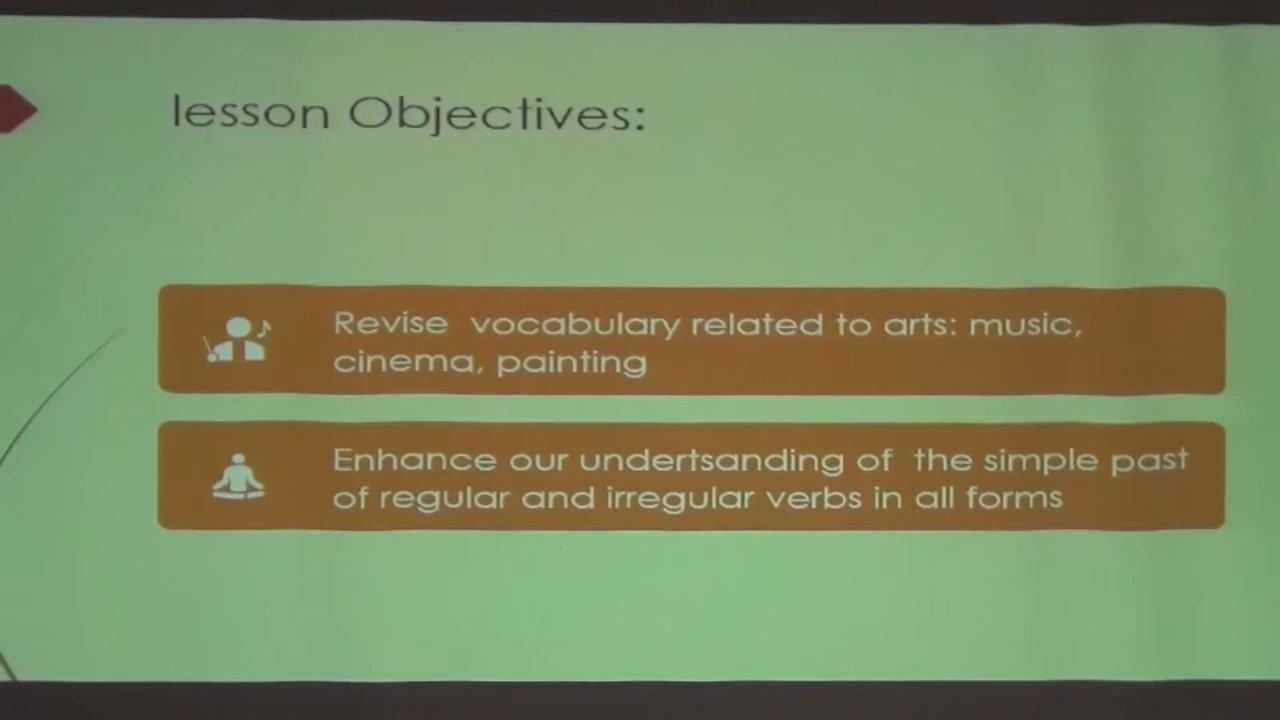 lesson Objectives:
Revise vocabulary related to arts: music,
cinema, painting
Enhance our undertsanding of the simple past
of regular and irregular verbs in all forms